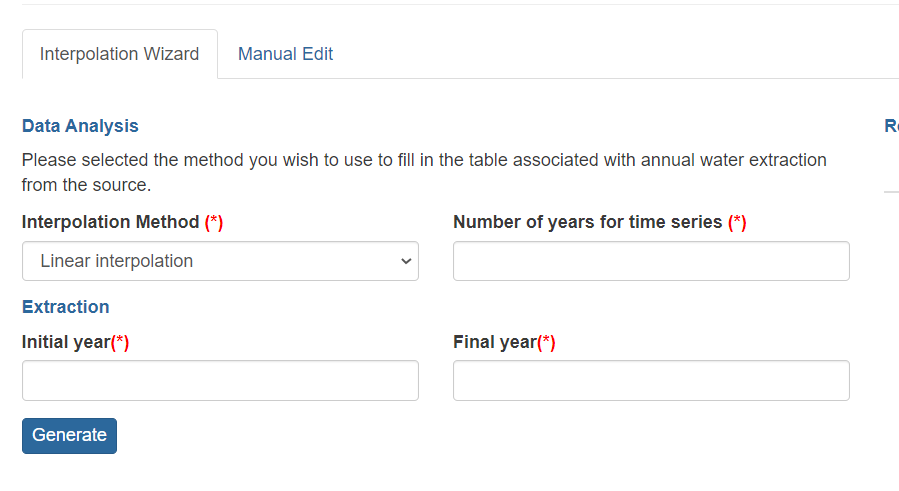 Interpolation Wizard
Manual Edit
Data Analysis
Please selected the method you wish to use to fill in the table associated with annual water extraction
from the source.
Interpolation Method (*)
Number of years for time series (*)
Linear interpolation
Extraction
Initial year(*)
Final year(*)
Generate